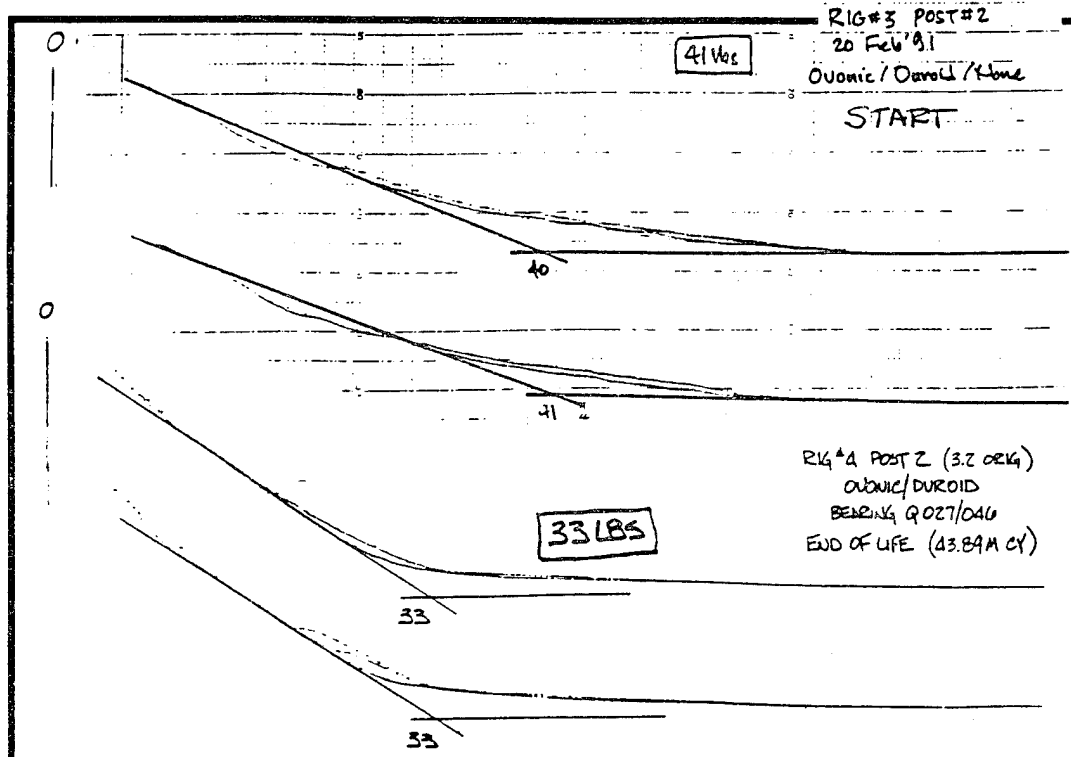 RIG#3 POST#2
20 Feb'91
Ovonic/Duroid/None
START
41 lbs
0
40
0
41
RIG#4 POST 2 (3.2 ORIG)
OVONIC/DUROID
BEARING Q027/046
END OF LIFE (43.89M CY)
33 LBS
33
33